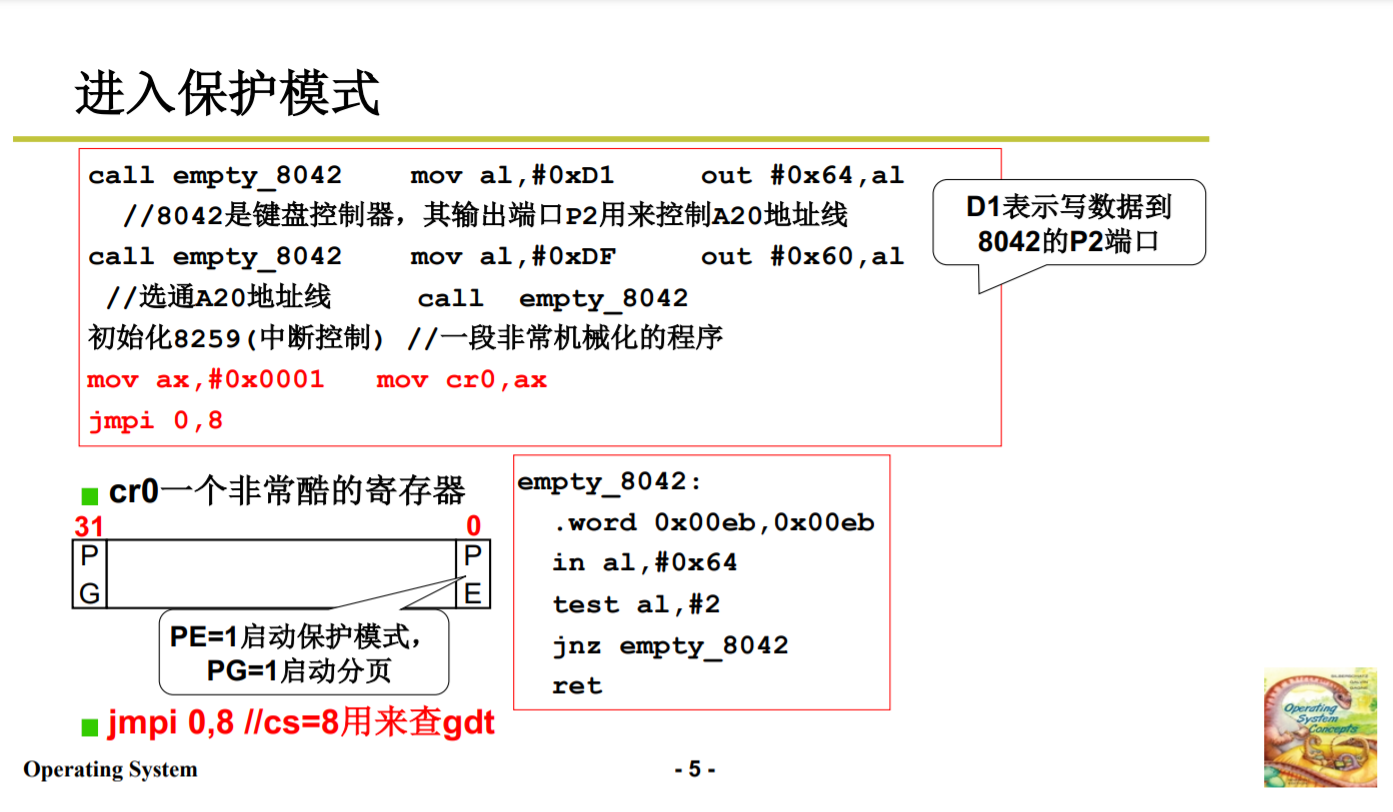 进入保护模式
call empty_8042 mov al,#0xD1 out #0x64,al
//8042是键盘控制器，其输出端口P2用来控制A20地址线
call empty_8042 mov al,#0xDF out #0x60,al
//选通A20地址线 call empty_8042
初始化8259(中断控制) //一段非常机械化的程序
mov ax,#0x0001 mov cr0,ax
jmpi 0,8
D1表示写数据到
8042的P2端口
cr0一个非常酷的寄存器
31 0
P P
G E
PE=1启动保护模式，
PG=1启动分页
jmpi 0,8 //cs=8用来查gdt
empty_8042:
.word 0x00eb,0x00eb
in al,#0x64
test al,#2
jnz empty_8042
ret
Operating
System
Concepts
Operating System
- 5 -